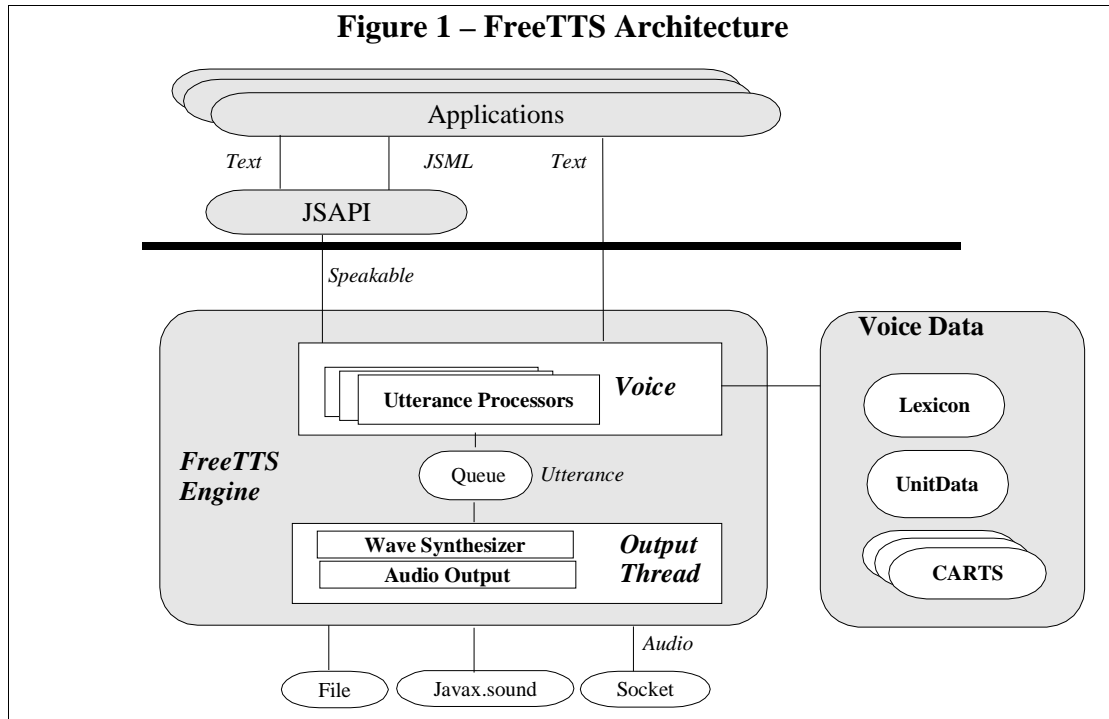 Figure 1 – FreeTTS Architecture
Applications
Text
JSML
Text
JSAPI
Speakable
Voice Data
Voice
Utterance Processors
Lexicon
FreeTTS
Engine
Queue
Utterance
UnitData
Wave Synthesizer
Audio Output
Output
Thread
CARTS
Audio
File
Javax.sound
Socket